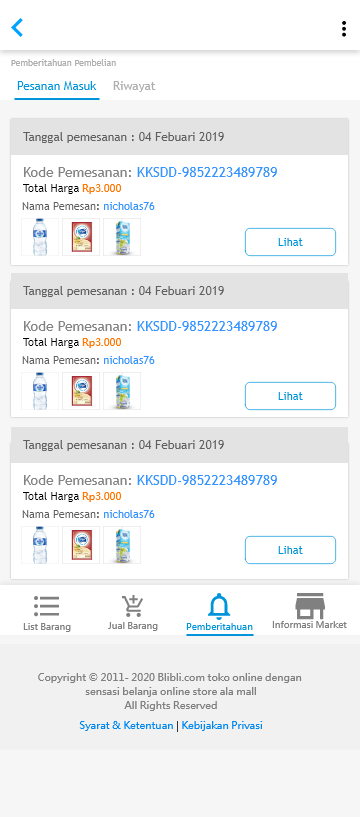 Pemberitahuan Pembelian
Pesanan Masuk Riwayat
Tanggal pemesanan : 04 Febuari 2019
Kode Pemesanan: KKSDD-9852223489789
Total Harga Rp3.000
Nama Pemesan: nicholas76
Lihat
Tanggal pemesanan : 04 Febuari 2019
Kode Pemesanan: KKSDD-9852223489789
Total Harga Rp3.000
Nama Pemesan: nicholas76
Lihat
Tanggal pemesanan : 04 Febuari 2019
Kode Pemesanan: KKSDD-9852223489789
Total Harga Rp3.000
Nama Pemesan: nicholas76
Lihat
List Barang Jual Barang Pemberitahuan Informasi Market
Copyright © 2011- 2020 Blibli.com toko online dengan
sensasi belanja online store ala mall
All Rights Reserved
Syarat & Ketentuan | Kebijakan Privasi